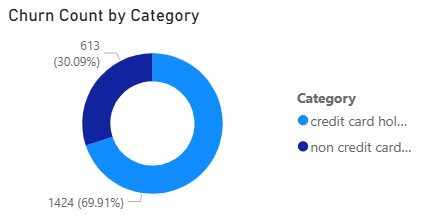 Churn Count by Category
613
(30.09%)
Category
credit card hol...
non credit card...
1424 (69.91%)